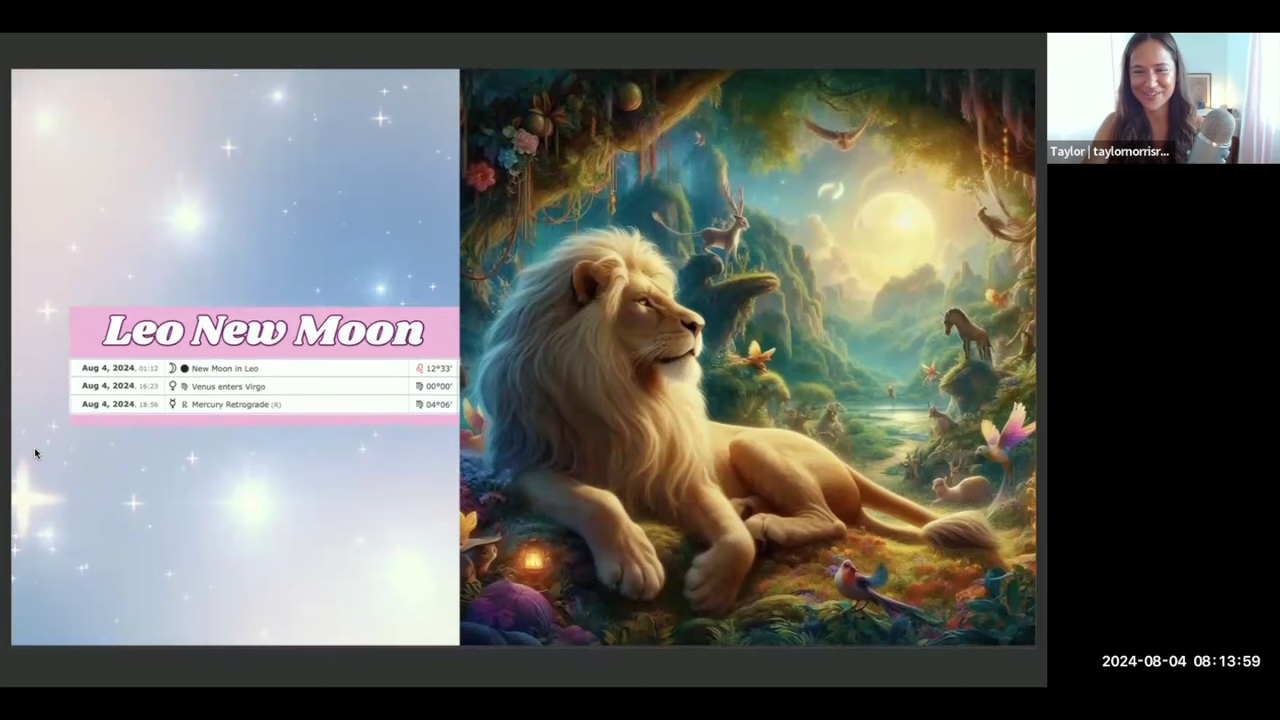 Leo New Moon
Aug 4, 2024, 01:12 ☽ ● New Moon in Leo ♌ 12°33'
Aug 4, 2024, 16:23 ♀ ♍ Venus enters Virgo ♍ 00°00'
Aug 4, 2024, 18:56 ☿ R Mercury Retrograde (R) ♍ 04°06'
Taylor | taylormorrisr...
2024-08-04 08:13:59